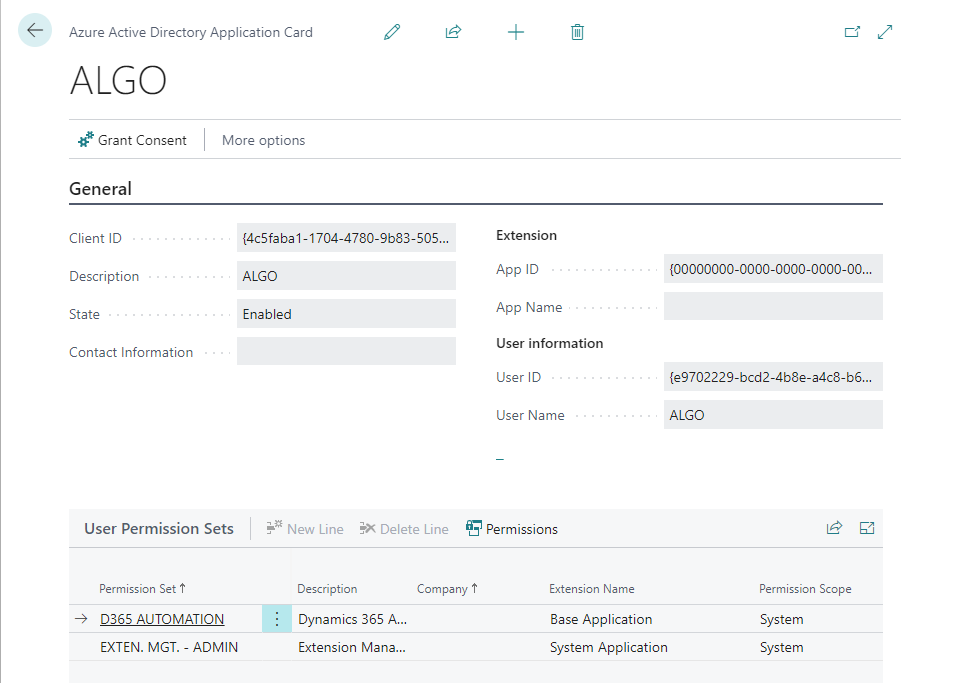 Azure Active Directory Application Card
ALGO
Grant Consent
More options
General
Client ID
{4c5faba1-1704-4780-9b83-505...
Description
ALGO
State
Enabled
Contact Information
Extension
App ID
{00000000-0000-0000-0000-00...
App Name
User information
User ID
{e9702229-bcd2-4b8e-a4c8-b6...
User Name
ALGO
_
User Permission Sets
New Line
Delete Line
Permissions
Permission Set ↑ Description Company ↑ Extension Name Permission Scope
→ D365 AUTOMATION Dynamics 365 A... Base Application System
EXTEN. MGT. - ADMIN Extension Mana... System Application System